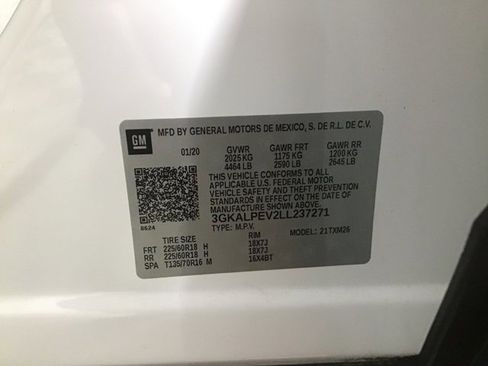 GM
MFD BY GENERAL MOTORS DE MEXICO, S. DE R.L. DE C.V.
01/20 GVWR GAWR FRT GAWR RR
2025 KG 1175 KG 1200 KG
4464 LB 2590 LB 2645 LB
THIS VEHICLE CONFORMS TO ALL
APPLICABLE U.S. FEDERAL MOTOR
VEHICLE SAFETY AND THEFT PREVENTION
STANDARDS IN EFFECT ON THE DATE OF
MANUFACTURE SHOWN ABOVE.
3GKALPEV2LL237271
8624 TYPE: M.P.V. MODEL: 21TXM26
TIRE SIZE RIM
FRT 225/60R18 H 18X7J
RR 225/60R18 H 18X7J
SPA T135/70R16 M 16X4BT